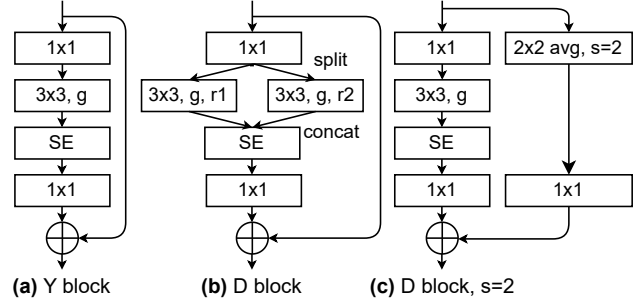 1x1
3x3, g
SE
1x1
(a) Y block
1x1
split
3x3, g, r1
3x3, g, r2
concat
SE
1x1
(b) D block
1x1
2x2 avg, s=2
3x3, g
SE
1x1
1x1
(c) D block, s=2